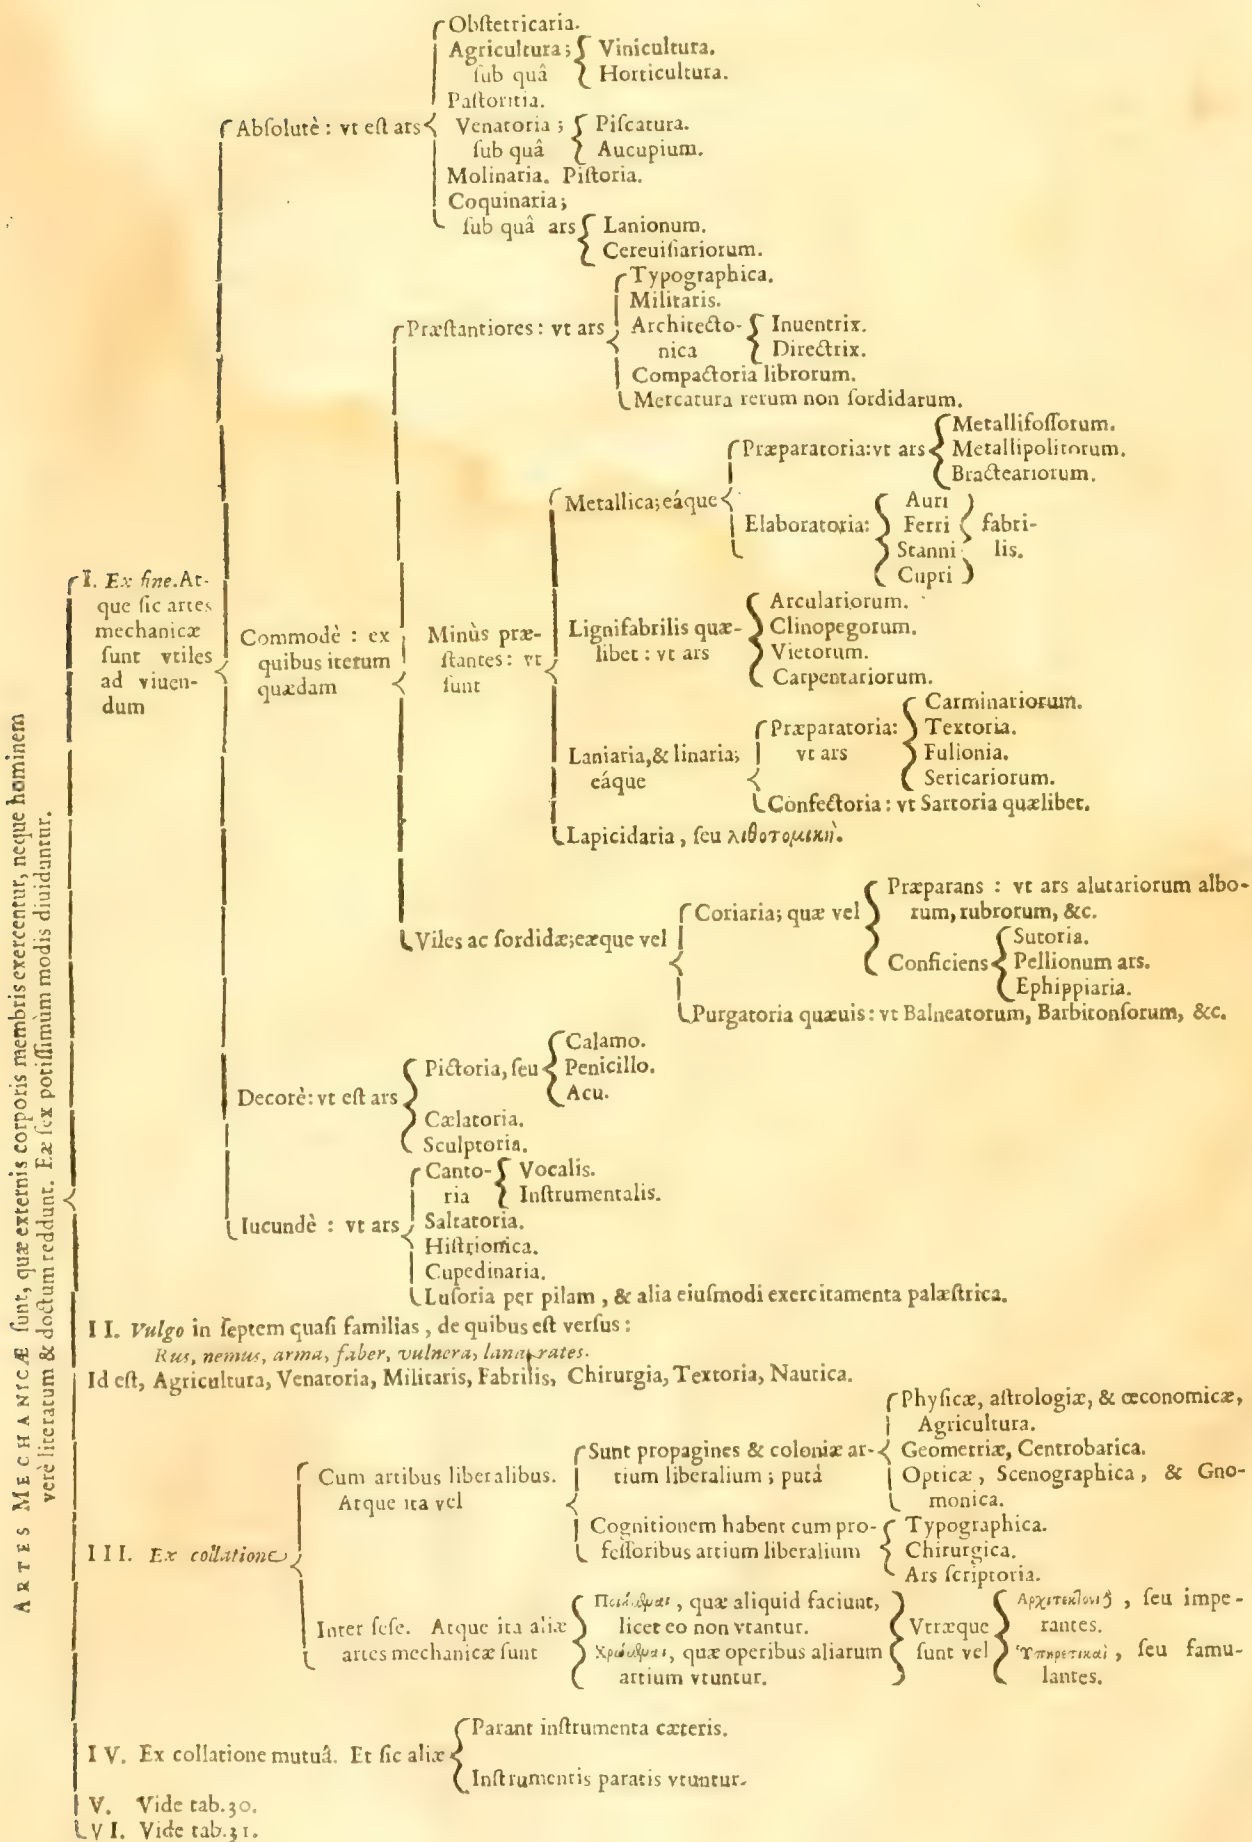 ARTES MECHANICÆ ſunt, quæ externis corporis membris exercentur, neque hominem
verè literatum & doctum reddunt. Eæ ſex potiſſimùm modis diuiduntur.
I. Ex fine. At-
que ſic artes
mechanicæ
ſunt vtiles
ad viuen-
dum
Abſolutè : vt eſt ars
Obſtetricaria.
Agricultura;
ſub quâ
Vinicultura.
Horticultura.
Paſtoritia.
Venatoria ;
ſub quâ
Piſcatura.
Aucupium.
Molinaria. Piſtoria.
Coquinaria;
ſub quâ ars
Lanionum.
Cereuiſiariorum.
Commodè : ex
quibus iterum
quædam
Præſtantiores : vt ars
Typographica.
Militaris.
Architecto-
nica
Inuentrix.
Directrix.
Compactoria librorum.
Mercatura rerum non ſordidarum.
Minùs præ-
ſtantes : vt
ſunt
Metallica; eáque
Præparatoria: vt ars
Metallifoſſorum.
Metallipolitorum.
Bracteariorum.
Elaboratoria:
Auri
Ferri
Stanni
Cupri
fabri-
lis.
Lignifabrilis quæ-
libet : vt ars
Arculariorum.
Clinopegorum.
Vietorum.
Carpentariorum.
Laniaria, & linaria;
eáque
Præparatoria:
vt ars
Carminariorum.
Textoria.
Fullonia.
Sericariorum.
Confectoria : vt Sartoria quælibet.
Lapicidaria , ſeu λιθοτομικὴ.
Viles ac ſordidæ; eæque vel
Coriaria; quæ vel
Præparans : vt ars alutariorum albo-
rum, rubrorum, &c.
Conficiens
Sutoria.
Pellionum ars.
Ephippiaria.
Purgatoria quæuis : vt Balneatorum, Barbitonſorum, &c.
Decorè: vt eſt ars
Pictoria, ſeu
Calamo.
Penicillo.
Acu.
Cælatoria.
Sculptoria.
Iucundè : vt ars
Canto-
ria
Vocalis.
Inſtrumentalis.
Saltatoria.
Hiſtrionica.
Cupedinaria.
Luſoria per pilam , & alia eiuſmodi exercitamenta palæſtrica.
II. Vulgo in ſeptem quaſi familias , de quibus eſt verſus :
Rus, nemus, arma, faber, vulnera, lana, rates.
Id eſt, Agricultura, Venatoria, Militaris, Fabrilis, Chirurgia, Textoria, Nautica.
III. Ex collatione
Cum artibus liberalibus.
Atque ita vel
Sunt propagines & coloniæ ar-
tium liberalium ; putà
Phyſicæ, aſtrologiæ, & œconomicæ,
Agricultura.
Geometriæ, Centrobarica.
Opticæ , Scenographica , & Gno-
monica.
Cognitionem habent cum pro-
feſſoribus artium liberalium
Typographica.
Chirurgica.
Ars ſcriptoria.
Inter ſeſe. Atque ita aliæ
artes mechanicæ ſunt
, quæ aliquid faciunt,
licet eo non vtantur.
, quæ operibus aliarum
artium vtuntur.
Vtræque
ſunt vel
, ſeu impe-
rantes.
Ὑπηρετικαὶ , ſeu famu-
lantes.
IV. Ex collatione mutuâ. Et ſic aliæ
Parant inſtrumenta cæteris.
Inſtrumentis paratis vtuntur.
V. Vide tab. 30.
VI. Vide tab. 31.